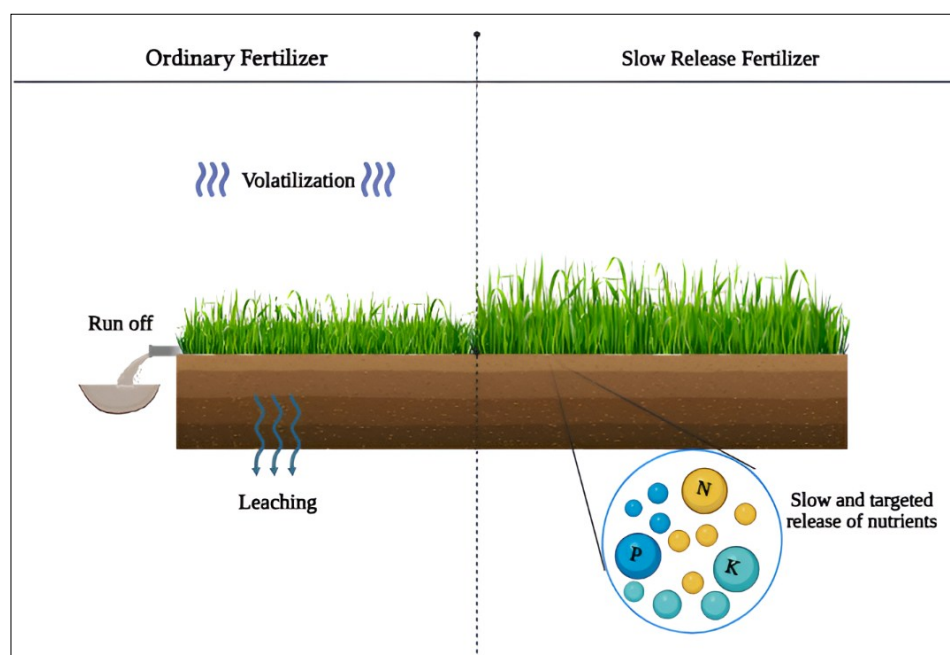 Ordinary Fertilizer
Slow Release Fertilizer
Volatilization
Run off
Leaching
N
P
K
Slow and targeted
release of nutrients